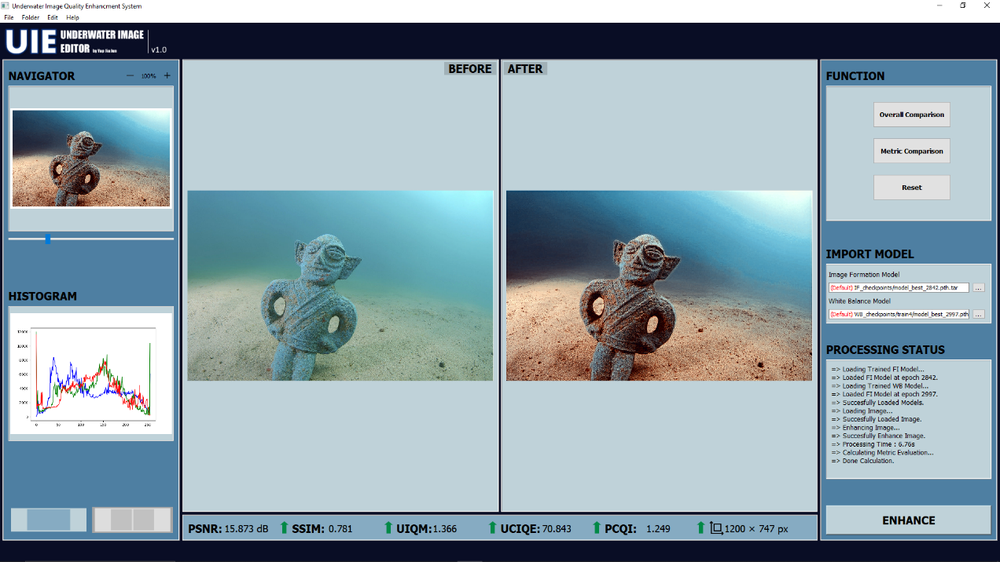 Underwater Image Quality Enhancment System
File Folder Edit Help
UIE UNDERWATER IMAGE
EDITOR by Yap Jia Jun v1.0
NAVIGATOR — 100% +
HISTOGRAM
12000
10000
8000
6000
4000
2000
0
0 50 100 150 200 250
BEFORE
AFTER
PSNR: 15.873 dB SSIM: 0.781 UIQM: 1.366 UCIQE: 70.843 PCQI: 1.249 1200 × 747 px
FUNCTION
Overall Comparison
Metric Comparison
Reset
IMPORT MODEL
Image Formation Model
(Default) IF_checkpoints/model_best_2842.pth.tar ...
White Balance Model
(Default) WB_checkpoints/train4/model_best_2997.pth ...
PROCESSING STATUS
=> Loading Trained FI Model...
=> Loaded FI Model at epoch 2842.
=> Loading Trained WB Model...
=> Loaded FI Model at epoch 2997.
=> Succesfully Loaded Models.
=> Loading Image...
=> Succesfully Loaded Image.
=> Enhancing Image...
=> Succesfully Enhance Image.
=> Processing Time : 6.76s
=> Calculating Metric Evaluation...
=> Done Calculation.
ENHANCE